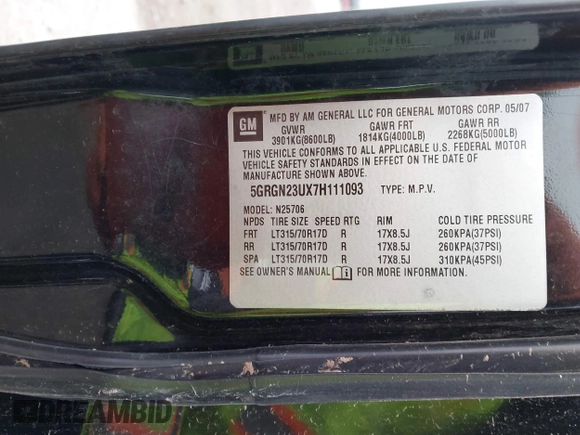 GM
MFD BY AM GENERAL LLC FOR GENERAL MOTORS CORP. 05/07
GVWR GAWR FRT GAWR RR
3901KG(8600LB) 1814KG(4000LB) 2268KG(5000LB)
THIS VEHICLE CONFORMS TO ALL APPLICABLE U.S. FEDERAL MOTOR
VEHICLE SAFETY STANDARDS IN EFFECT ON THE DATE OF
MANUFACTURE SHOWN ABOVE.
5GRGN23UX7H111093 TYPE: M.P.V.
MODEL: N25706
NPDS TIRE SIZE SPEED RTG RIM COLD TIRE PRESSURE
FRT LT315/70R17D R 17X8.5J 260KPA(37PSI)
RR LT315/70R17D R 17X8.5J 260KPA(37PSI)
SPA LT315/70R17D R 17X8.5J 310KPA(45PSI)
SEE OWNER'S MANUAL i FOR MORE INFORMATION.
DREAMBID